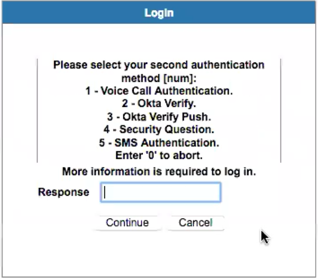 Login
Please select your second authentication
method [num]:
1 - Voice Call Authentication.
2 - Okta Verify.
3 - Okta Verify Push.
4 - Security Question.
5 - SMS Authentication.
Enter '0' to abort.
More information is required to log in.
Response
Continue Cancel